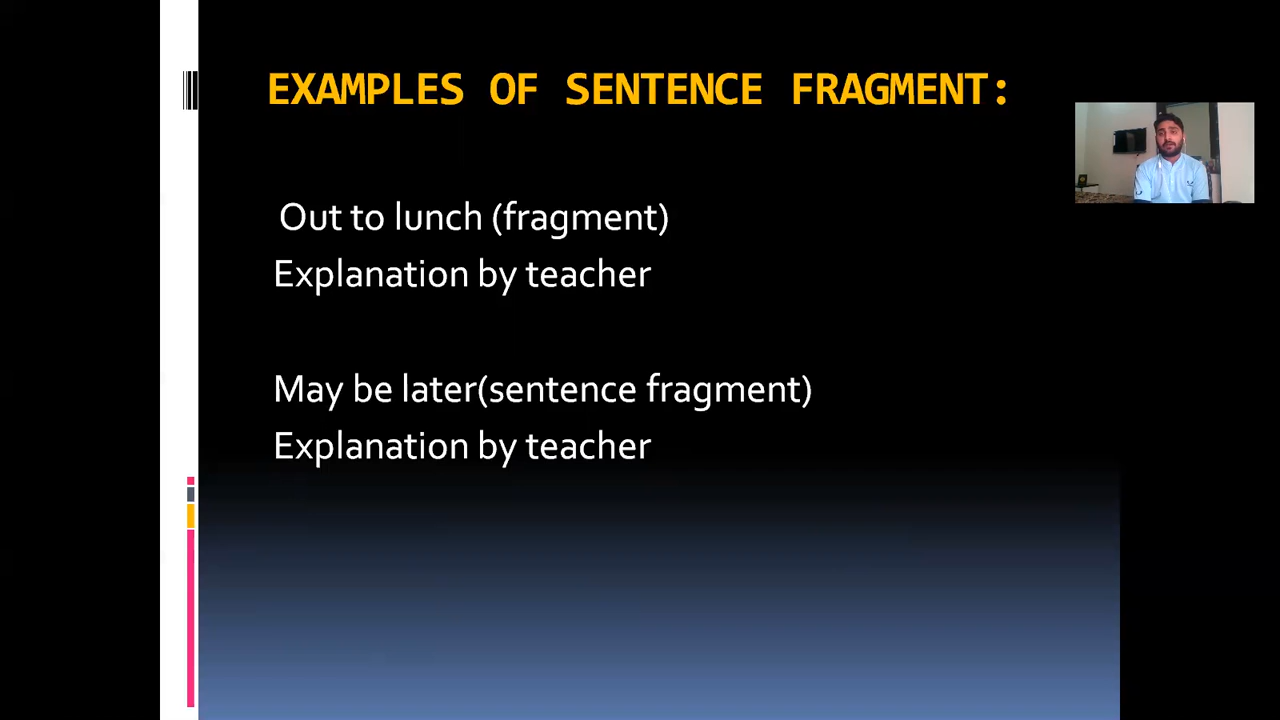 EXAMPLES OF SENTENCE FRAGMENT:
Out to lunch (fragment)
Explanation by teacher
May be later(sentence fragment)
Explanation by teacher